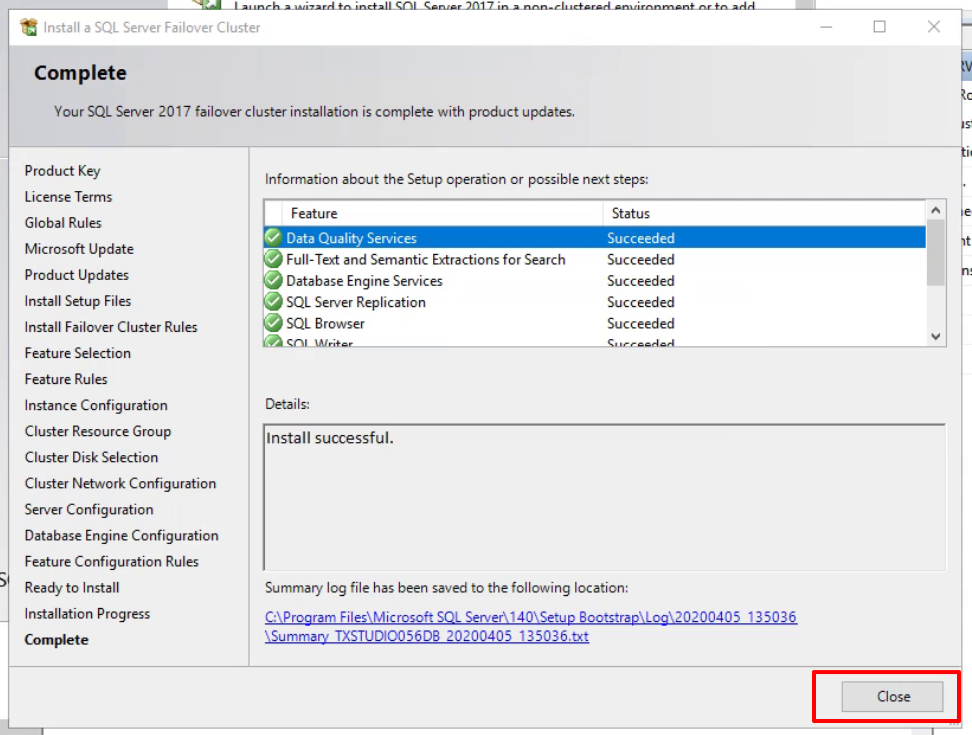 Launch a wizard to install SQL Server 2017 in a non-clustered environment or to add
Install a SQL Server Failover Cluster
Complete
Your SQL Server 2017 failover cluster installation is complete with product updates.
Product Key
License Terms
Global Rules
Microsoft Update
Product Updates
Install Setup Files
Install Failover Cluster Rules
Feature Selection
Feature Rules
Instance Configuration
Cluster Resource Group
Cluster Disk Selection
Cluster Network Configuration
Server Configuration
Database Engine Configuration
Feature Configuration Rules
Ready to Install
Installation Progress
Complete
Information about the Setup operation or possible next steps:
Feature Status
Data Quality Services Succeeded
Full-Text and Semantic Extractions for Search Succeeded
Database Engine Services Succeeded
SQL Server Replication Succeeded
SQL Browser Succeeded
SQL Writer Succeeded
Details:
Install successful.
Summary log file has been saved to the following location:
C:\Program Files\Microsoft SQL Server\140\Setup Bootstrap\Log\20200405_135036
\Summary_TXSTUDIO056DB_20200405_135036.txt
Close